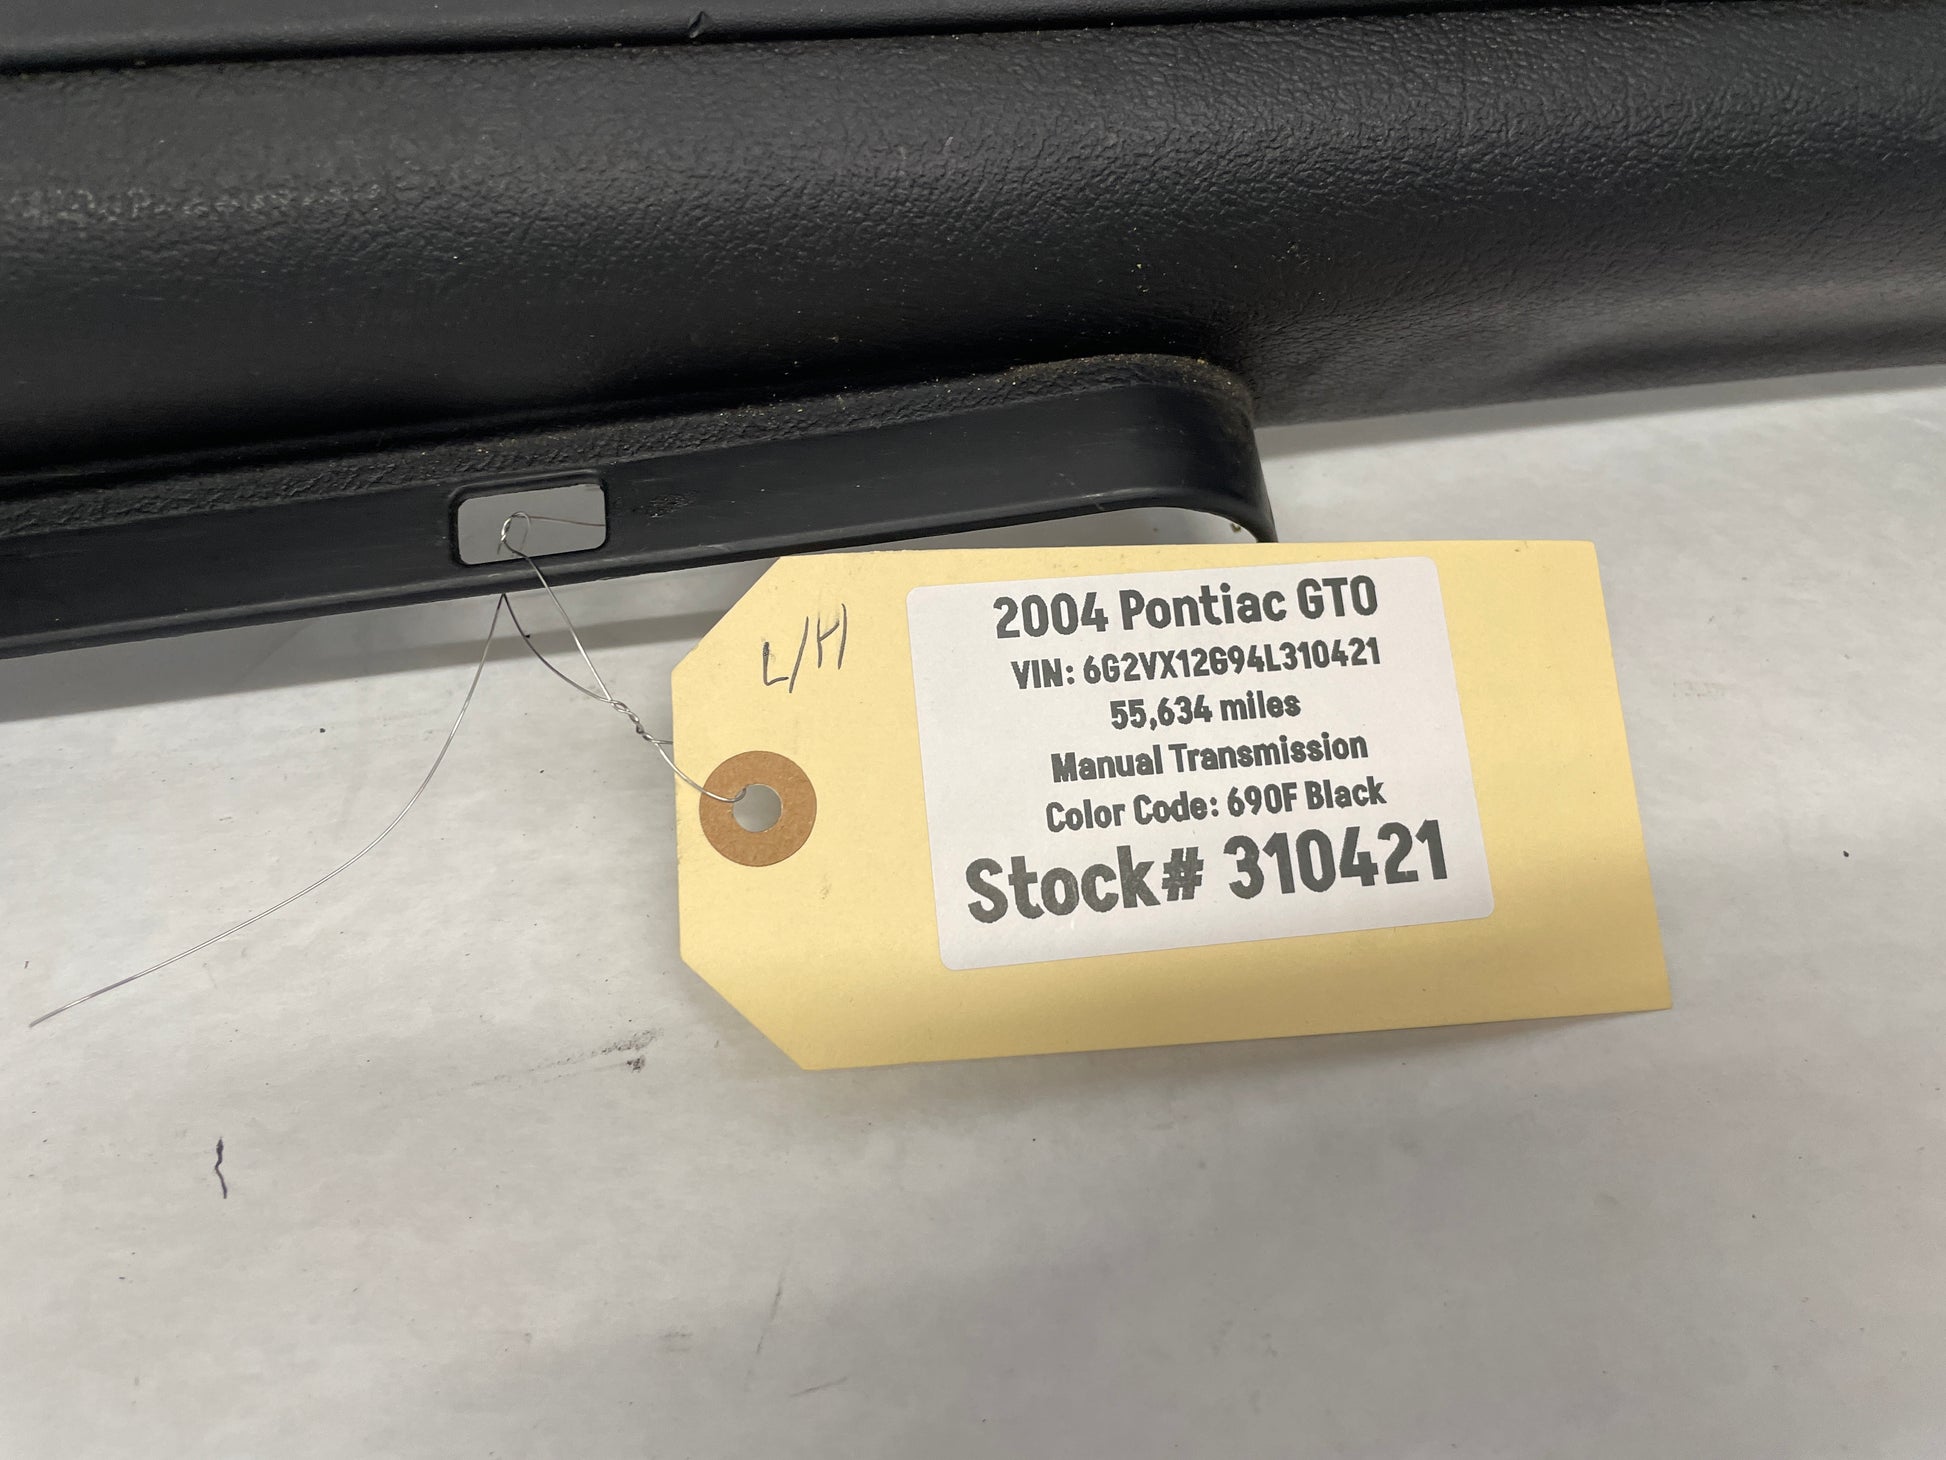 L/H
2004 Pontiac GTO
VIN: 6G2VX12G94L310421
55,634 miles
Manual Transmission
Color Code: 690F Black
Stock# 310421